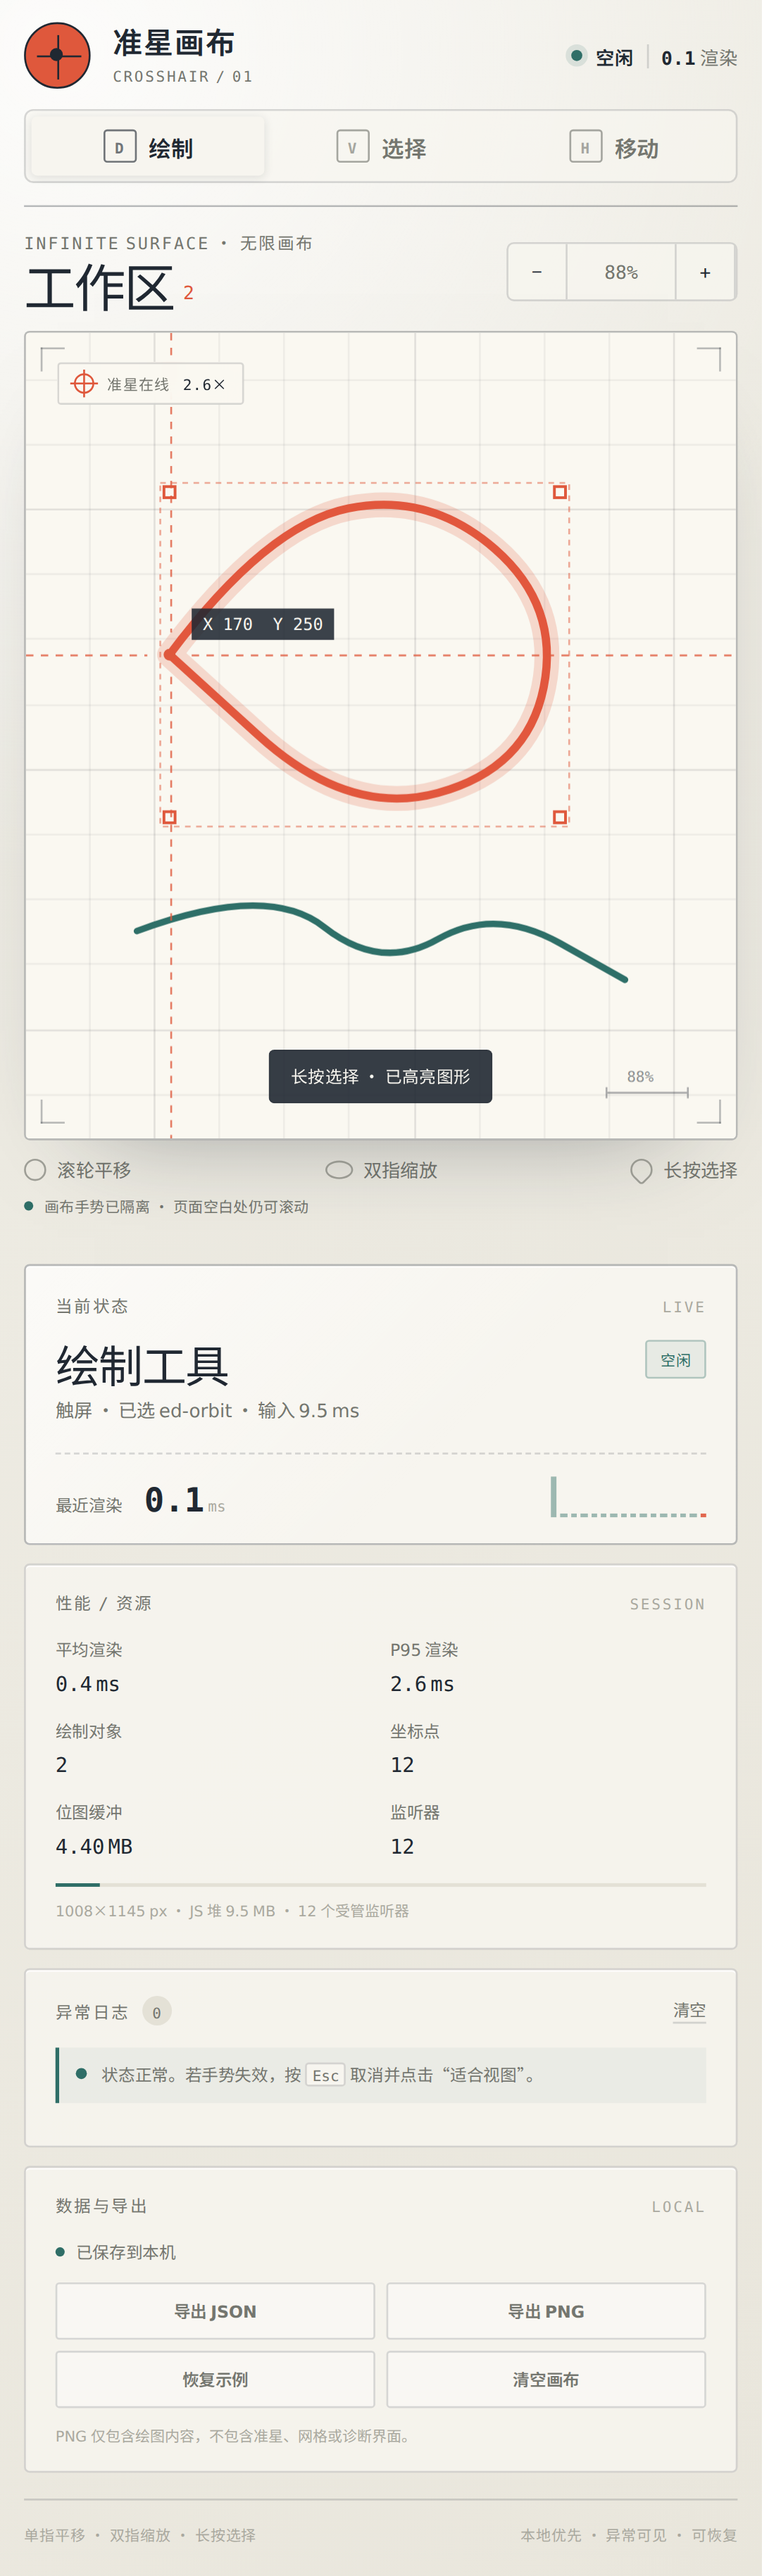 准星画布
CROSSHAIR / 01
空闲 0.1 渲染
D 绘制 V 选择 H 移动
INFINITE SURFACE · 无限画布
工作区 2
− 88% +
准星在线 2.6×
X 170 Y 250
长按选择 · 已高亮图形
88%
滚轮平移 双指缩放 长按选择
画布手势已隔离 · 页面空白处仍可滚动
当前状态 LIVE
绘制工具 空闲
触屏 · 已选 ed-orbit · 输入 9.5 ms
最近渲染 0.1 ms
性能 / 资源 SESSION
平均渲染 P95 渲染
0.4 ms 2.6 ms
绘制对象 坐标点
2 12
位图缓冲 监听器
4.40 MB 12
1008×1145 px · JS 堆 9.5 MB · 12 个受管监听器
异常日志 0 清空
状态正常。若手势失效，按 Esc 取消并点击“适合视图”。
数据与导出 LOCAL
已保存到本机
导出 JSON 导出 PNG
恢复示例 清空画布
PNG 仅包含绘图内容，不包含准星、网格或诊断界面。
单指平移 · 双指缩放 · 长按选择 本地优先 · 异常可见 · 可恢复